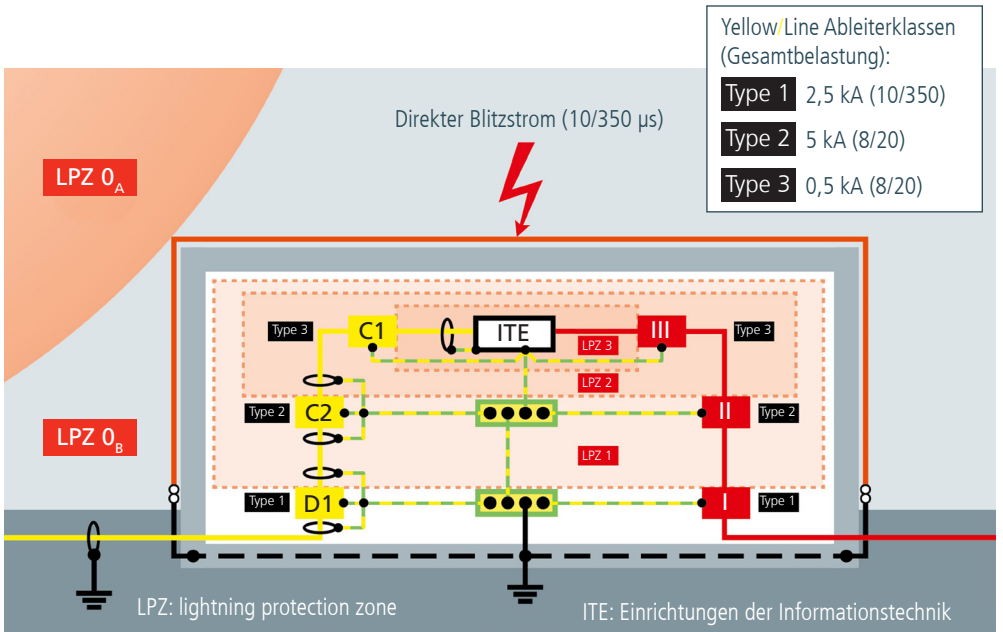 Yellow/Line Ableiterklassen
(Gesamtbelastung):
Type 1 2,5 kA (10/350)
Type 2 5 kA (8/20)
Type 3 0,5 kA (8/20)
Direkter Blitzstrom (10/350 µs)
LPZ 0A
Type 3 C1 ITE III Type 3
LPZ 3
LPZ 2
Type 2 C2 II Type 2
LPZ 0B
LPZ 1
Type 1 D1 I Type 1
LPZ: lightning protection zone
ITE: Einrichtungen der Informationstechnik